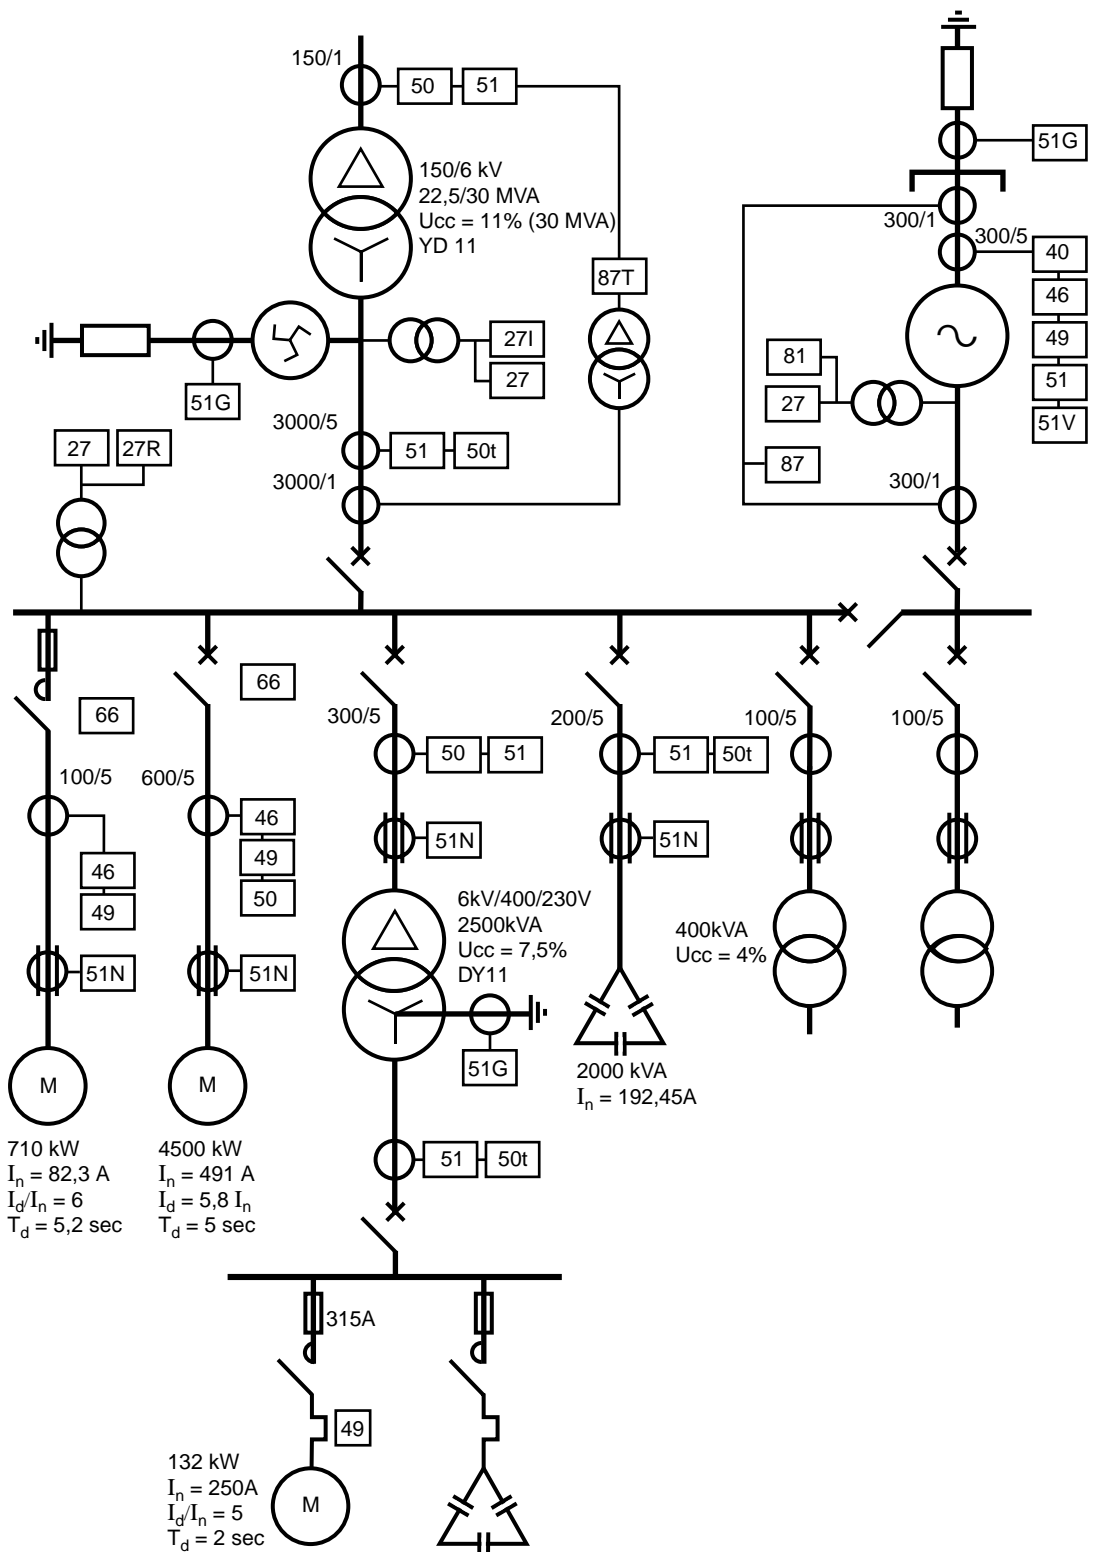 150/1
50
51
150/6 kV
22,5/30 MVA
Ucc = 11% (30 MVA)
YD 11
87T
27I
27
51G
3000/5
51
50t
3000/1
27
27R
51G
300/1
300/5
40
46
49
51
51V
81
27
87
300/1
66
100/5
46
49
51N
M
710 kW
In = 82,3 A
Id/In = 6
Td = 5,2 sec
66
600/5
46
49
50
51N
M
4500 kW
In = 491 A
Id = 5,8 In
Td = 5 sec
300/5
50
51
51N
6kV/400/230V
2500kVA
Ucc = 7,5%
DY11
51G
51
50t
200/5
51
50t
51N
2000 kVA
In = 192,45A
100/5
400kVA
Ucc = 4%
100/5
315A
49
132 kW
In = 250A
Id/In = 5
Td = 2 sec
M